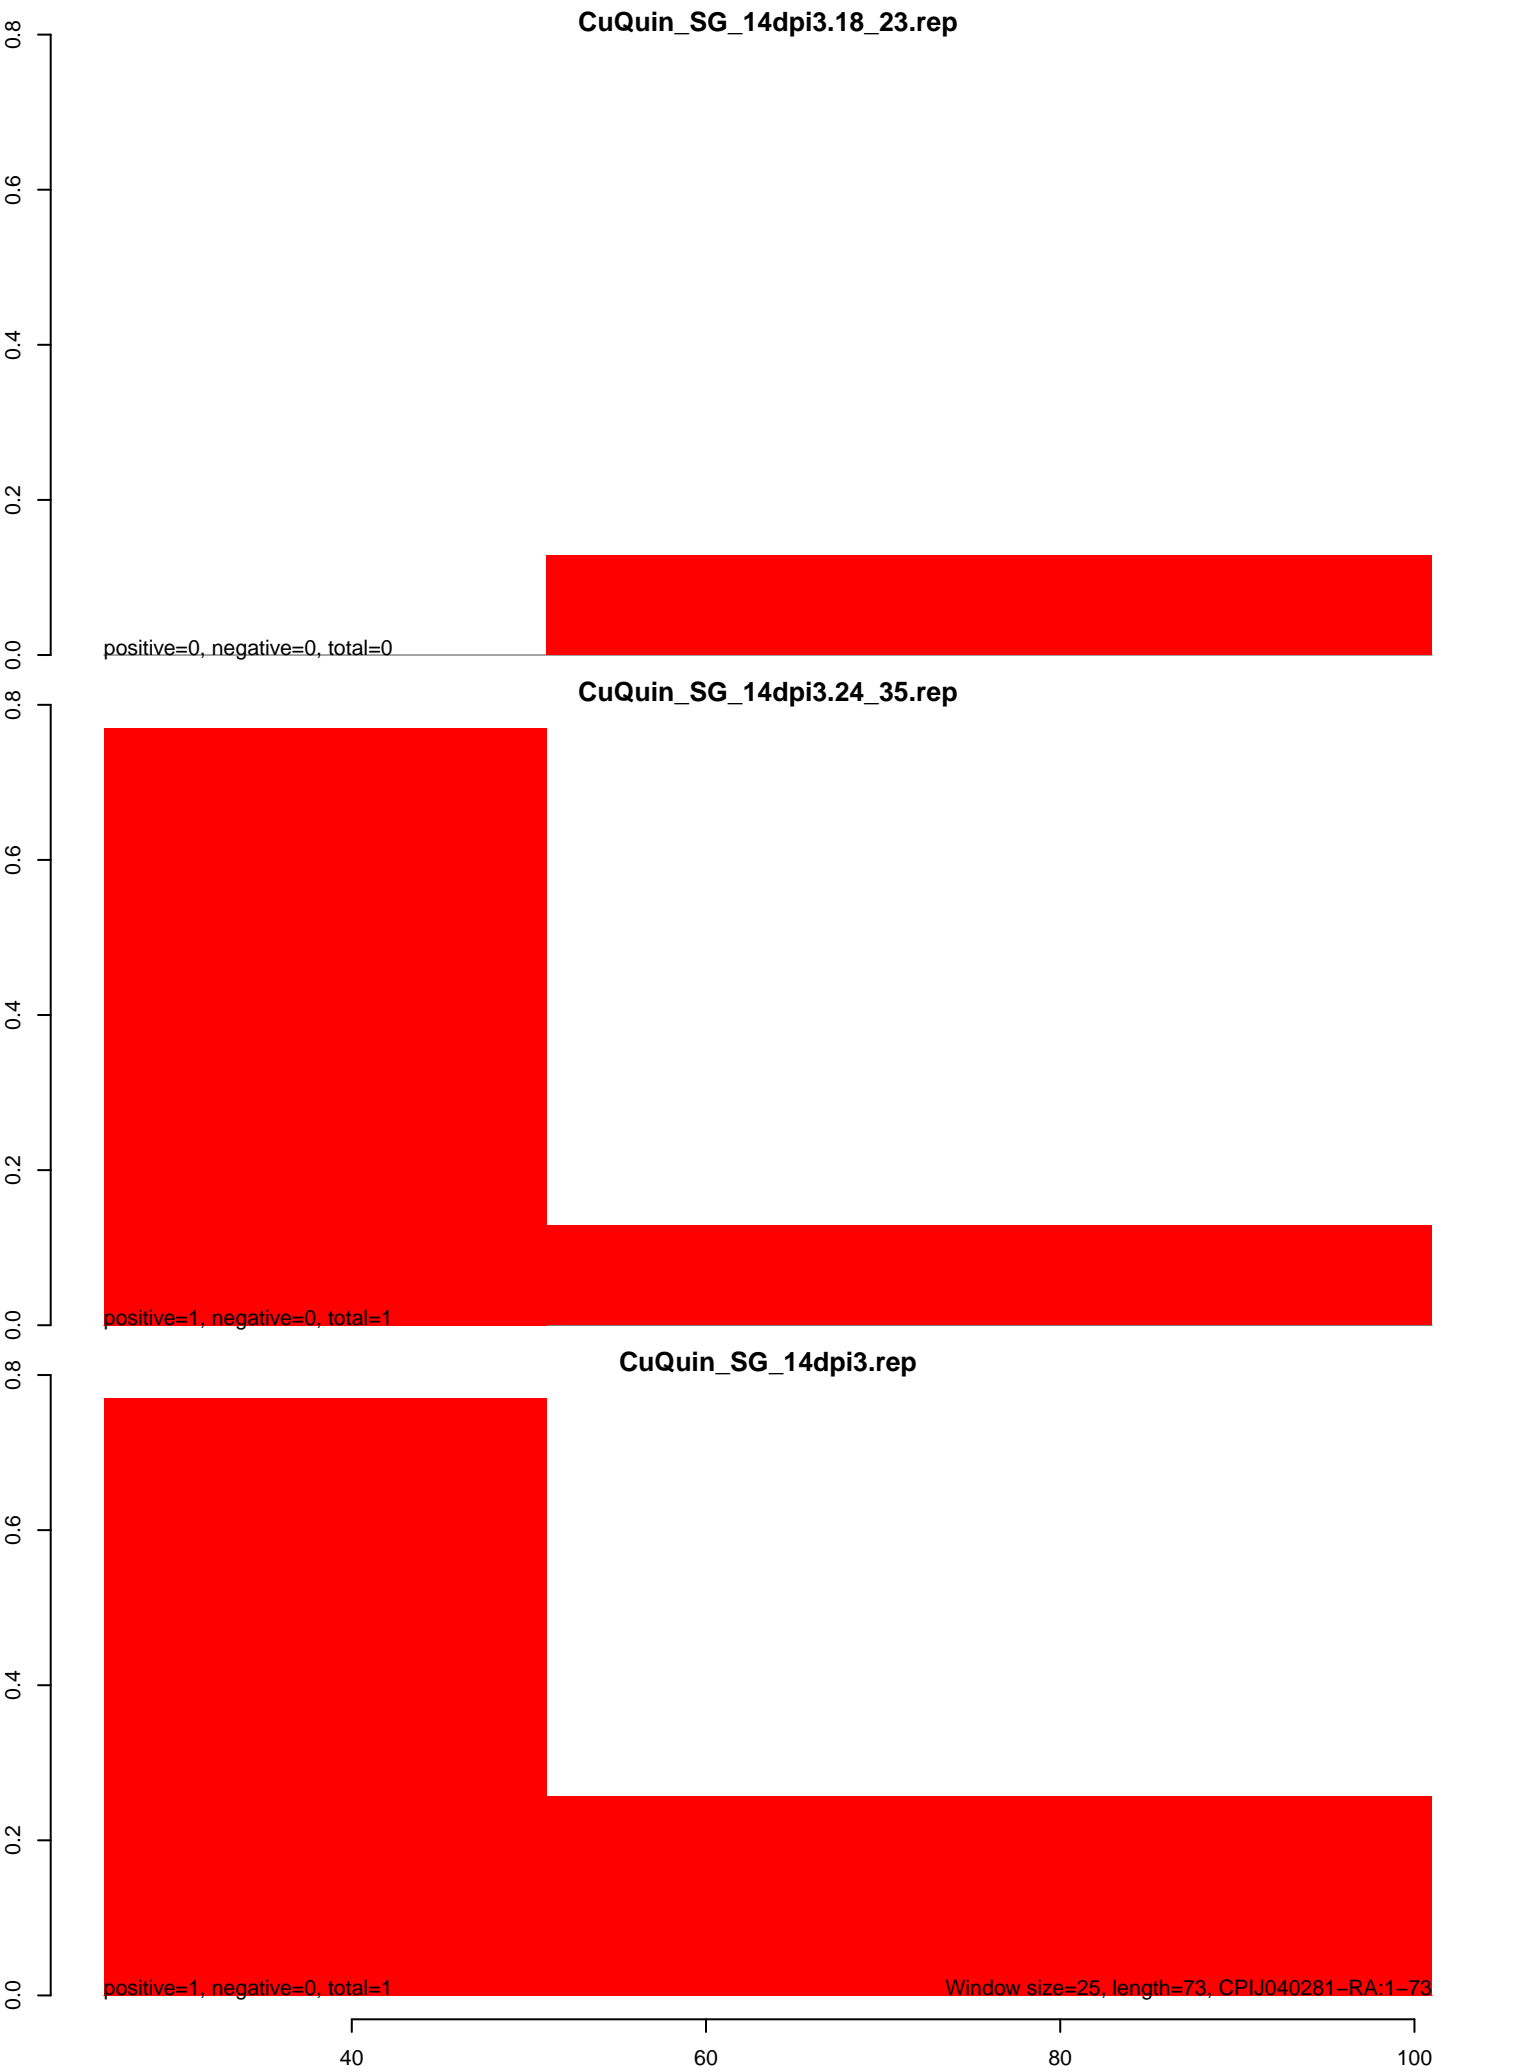 CuQuin_SG_14dpi3.18_23.rep
0.8
0.6
0.4
0.2
0.0
positive=0, negative=0, total=0
CuQuin_SG_14dpi3.24_35.rep
0.8
0.6
0.4
0.2
0.0
positive=1, negative=0, total=1
CuQuin_SG_14dpi3.rep
0.8
0.6
0.4
0.2
0.0
positive=1, negative=0, total=1
Window size=25, length=73, CPIJ040281−RA:1−73
40 60 80 100